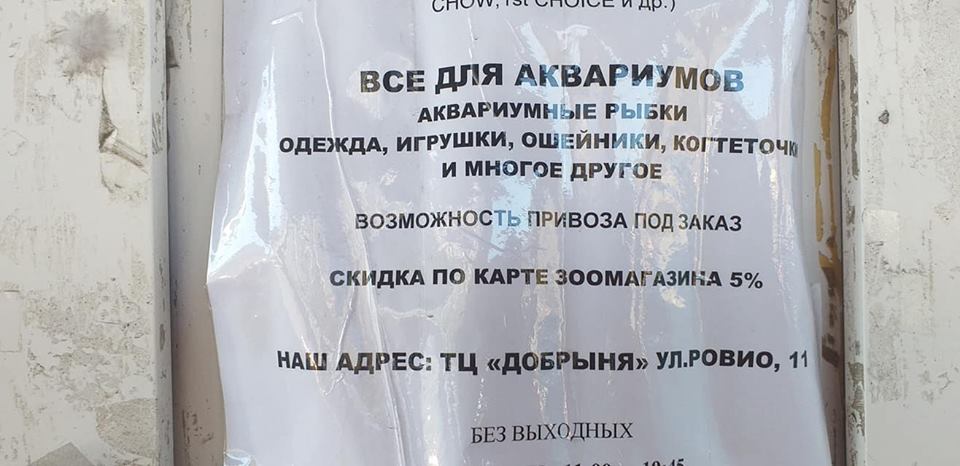 CHOW, 1st CHOICE и др.)
ВСЕ ДЛЯ АКВАРИУМОВ
АКВАРИУМНЫЕ РЫБКИ
ОДЕЖДА, ИГРУШКИ, ОШЕЙНИКИ, КОГТЕТОЧКИ
И МНОГОЕ ДРУГОЕ
ВОЗМОЖНОСТЬ ПРИВОЗА ПОД ЗАКАЗ
СКИДКА ПО КАРТЕ ЗООМАГАЗИНА 5%
НАШ АДРЕС: ТЦ «ДОБРЫНЯ» УЛ.РОВИО, 11
БЕЗ ВЫХОДНЫХ